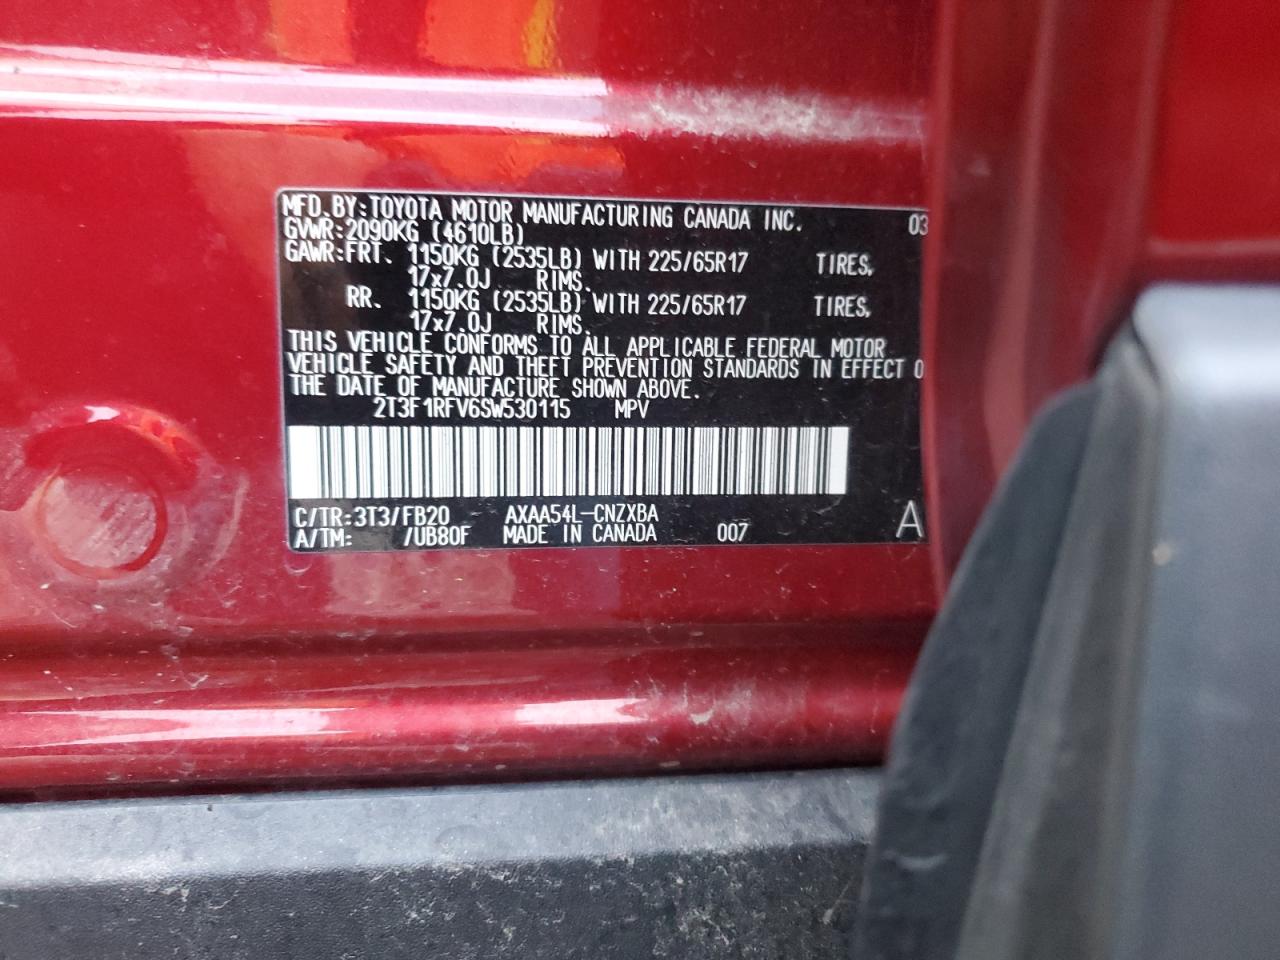 MFD.BY:TOYOTA MOTOR MANUFACTURING CANADA INC. 03
GVWR:2090KG (4610LB)
GAWR:FRT. 1150KG (2535LB) WITH 225/65R17 TIRES,
17x7.0J RIMS.
RR. 1150KG (2535LB) WITH 225/65R17 TIRES,
17x7.0J RIMS.
THIS VEHICLE CONFORMS TO ALL APPLICABLE FEDERAL MOTOR
VEHICLE SAFETY AND THEFT PREVENTION STANDARDS IN EFFECT O
THE DATE OF MANUFACTURE SHOWN ABOVE.
2T3F1RFV6SW530115 MPV
C/TR:3T3/FB20 AXAA54L-CNZXBA A
A/TM: /UB80F MADE IN CANADA 007